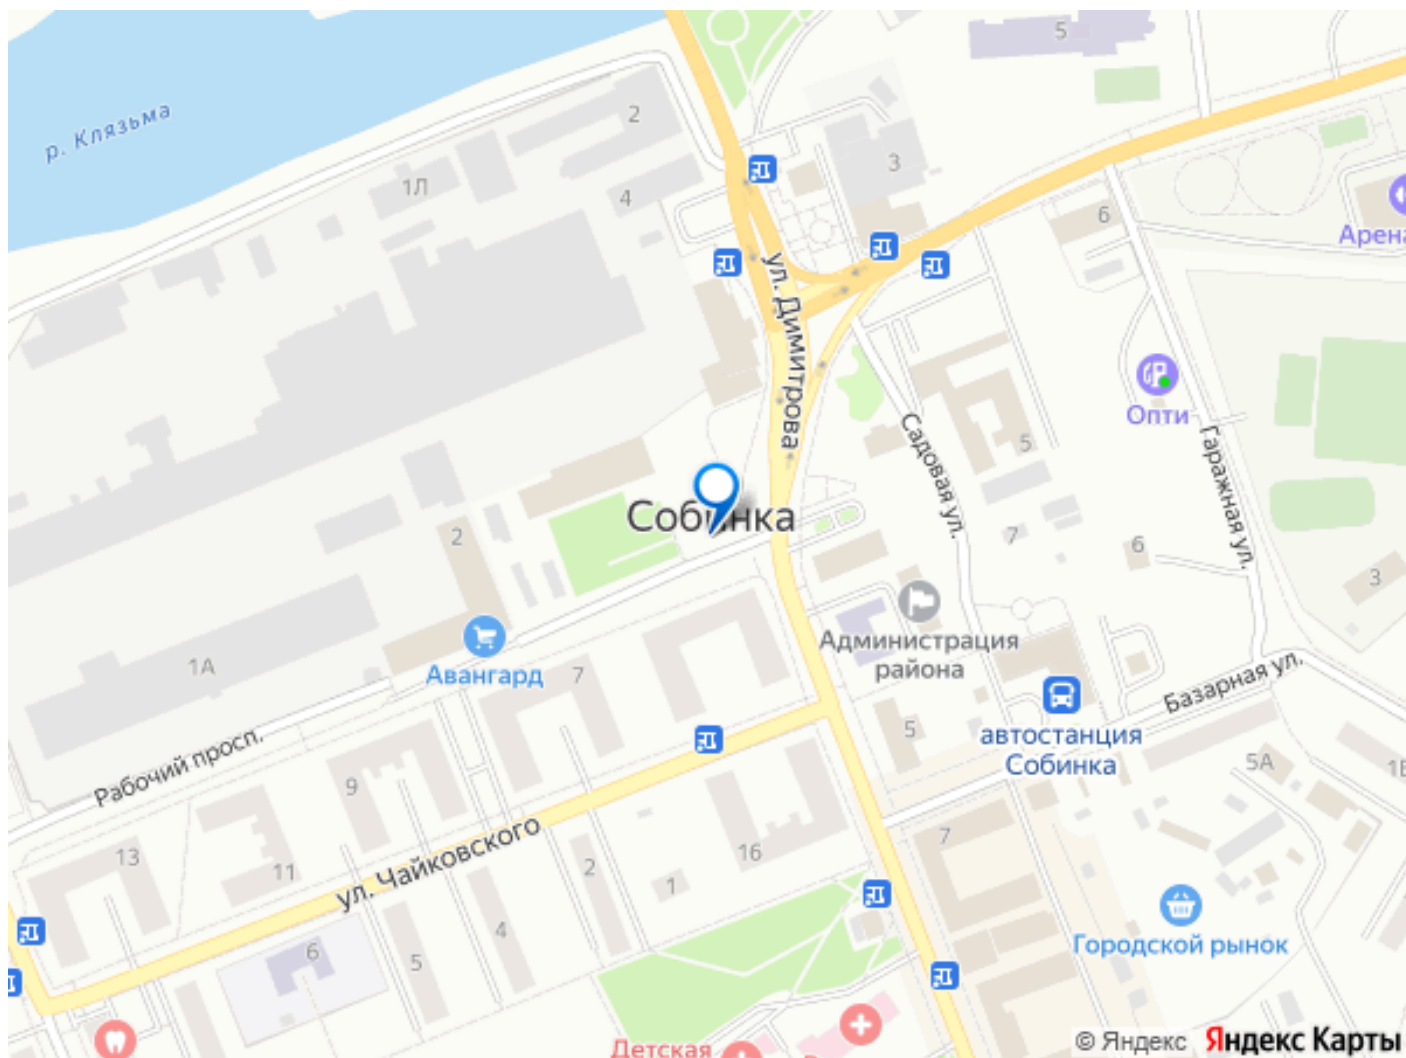 5
р. Клязьма
2
1Л
3
4
6
Арена
ул. Димитрова
Опти
5
Садовая ул.
Гаражная ул.
Собинка
2
7
6
3
Администрация
района
1А
Авангард
7
Базарная ул.
5
автостанция
Собинка
Рабочий просп.
9
5А
13
11
ул. Чайковского
16
7
2
1
4
5
6
Городской рынок
Детская
© Яндекс Яндекс Карты